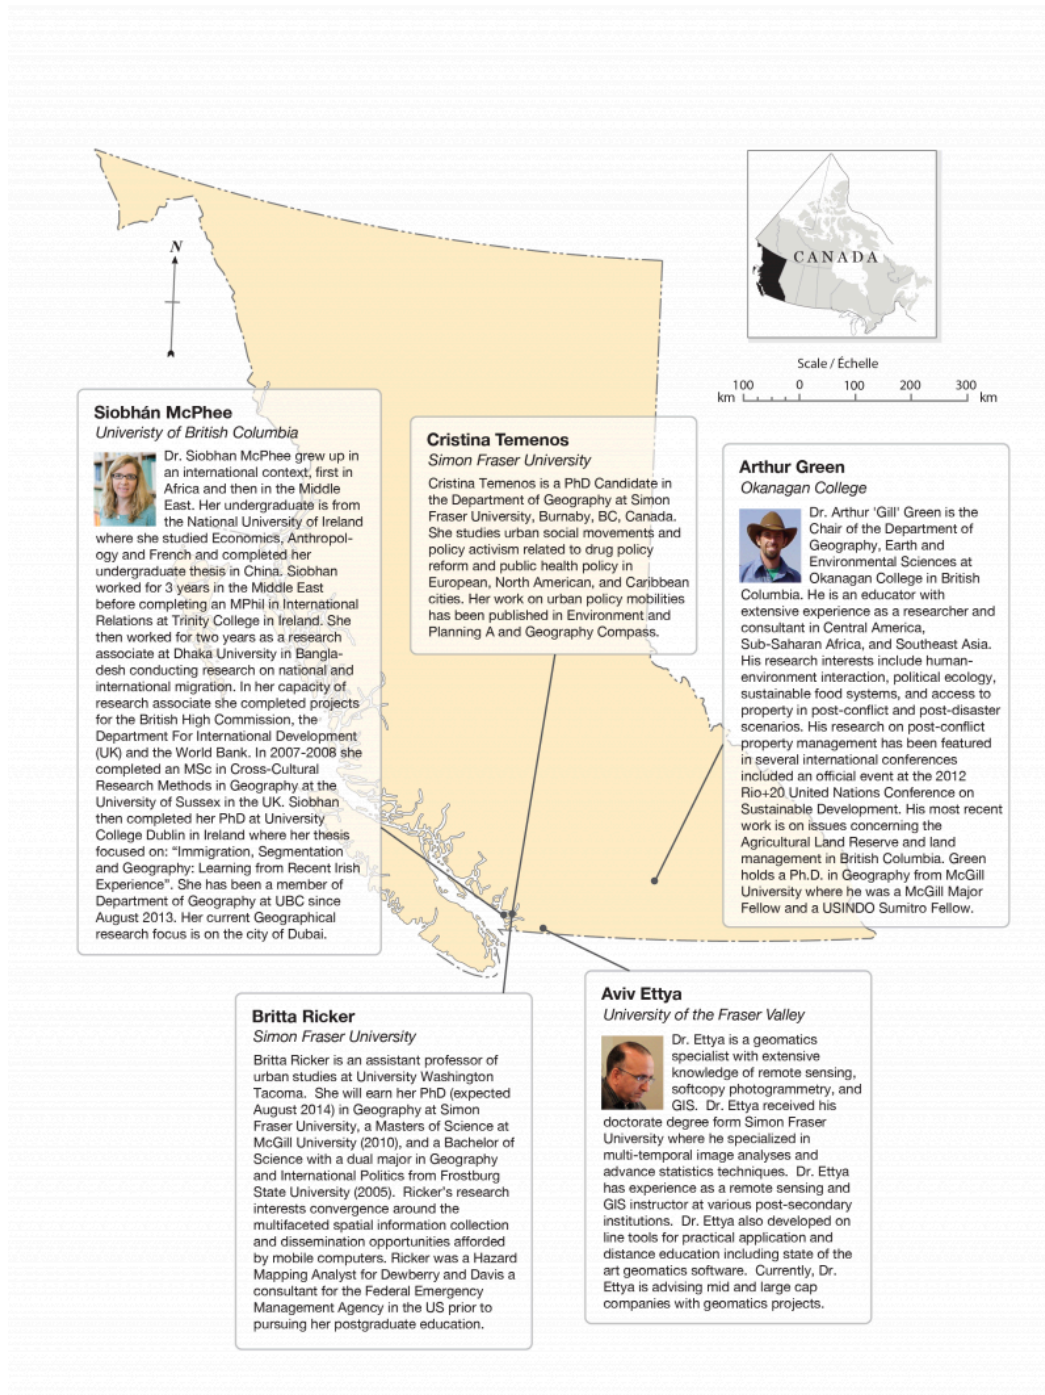 N
CANADA
Scale / Échelle
100 0 100 200 300
km km
Siobhán McPhee
Univeristy of British Columbia
Dr. Siobhan McPhee grew up in
an international context, first in
Africa and then in the Middle
East. Her undergraduate is from
the National University of Ireland
where she studied Economics, Anthropol-
ogy and French and completed her
undergraduate thesis in China. Siobhan
worked for 3 years in the Middle East
before completing an MPhil in International
Relations at Trinity College in Ireland. She
then worked for two years as a research
associate at Dhaka University in Bangla-
desh conducting research on national and
international migration. In her capacity of
research associate she completed projects
for the British High Commission, the
Department For International Development
(UK) and the World Bank. In 2007-2008 she
completed an MSc in Cross-Cultural
Research Methods in Geography at the
University of Sussex in the UK. Siobhan
then completed her PhD at University
College Dublin in Ireland where her thesis
focused on: “Immigration, Segmentation
and Geography: Learning from Recent Irish
Experience”. She has been a member of
Department of Geography at UBC since
August 2013. Her current Geographical
research focus is on the city of Dubai.
Cristina Temenos
Simon Fraser University
Cristina Temenos is a PhD Candidate in
the Department of Geography at Simon
Fraser University, Burnaby, BC, Canada.
She studies urban social movements and
policy activism related to drug policy
reform and public health policy in
European, North American, and Caribbean
cities. Her work on urban policy mobilities
has been published in Environment and
Planning A and Geography Compass.
Arthur Green
Okanagan College
Dr. Arthur 'Gill' Green is the
Chair of the Department of
Geography, Earth and
Environmental Sciences at
Okanagan College in British
Columbia. He is an educator with
extensive experience as a researcher and
consultant in Central America,
Sub-Saharan Africa, and Southeast Asia.
His research interests include human-
environment interaction, political ecology,
sustainable food systems, and access to
property in post-conflict and post-disaster
scenarios. His research on post-conflict
property management has been featured
in several international conferences
included an official event at the 2012
Rio+20 United Nations Conference on
Sustainable Development. His most recent
work is on issues concerning the
Agricultural Land Reserve and land
management in British Columbia. Green
holds a Ph.D. in Geography from McGill
University where he was a McGill Major
Fellow and a USINDO Sumitro Fellow.
Britta Ricker
Simon Fraser University
Britta Ricker is an assistant professor of
urban studies at University Washington
Tacoma. She will earn her PhD (expected
August 2014) in Geography at Simon
Fraser University, a Masters of Science at
McGill University (2010), and a Bachelor of
Science with a dual major in Geography
and International Politics from Frostburg
State University (2005). Ricker's research
interests convergence around the
multifaceted spatial information collection
and dissemination opportunities afforded
by mobile computers. Ricker was a Hazard
Mapping Analyst for Dewberry and Davis a
consultant for the Federal Emergency
Management Agency in the US prior to
pursuing her postgraduate education.
Aviv Ettya
University of the Fraser Valley
Dr. Ettya is a geomatics
specialist with extensive
knowledge of remote sensing,
softcopy photogrammetry, and
GIS. Dr. Ettya received his
doctorate degree form Simon Fraser
University where he specialized in
multi-temporal image analyses and
advance statistics techniques. Dr. Ettya
has experience as a remote sensing and
GIS instructor at various post-secondary
institutions. Dr. Ettya also developed on
line tools for practical application and
distance education including state of the
art geomatics software. Currently, Dr.
Ettya is advising mid and large cap
companies with geomatics projects.